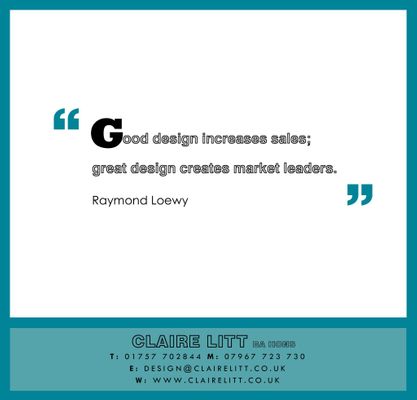 “ Good design increases sales;
great design creates market leaders.
Raymond Loewy ”
CLAIRE LITT BA HONS
T: 01757 702844 M: 07967 723 730
E: DESIGN@CLAIRELITT.CO.UK
W: WWW.CLAIRELITT.CO.UK